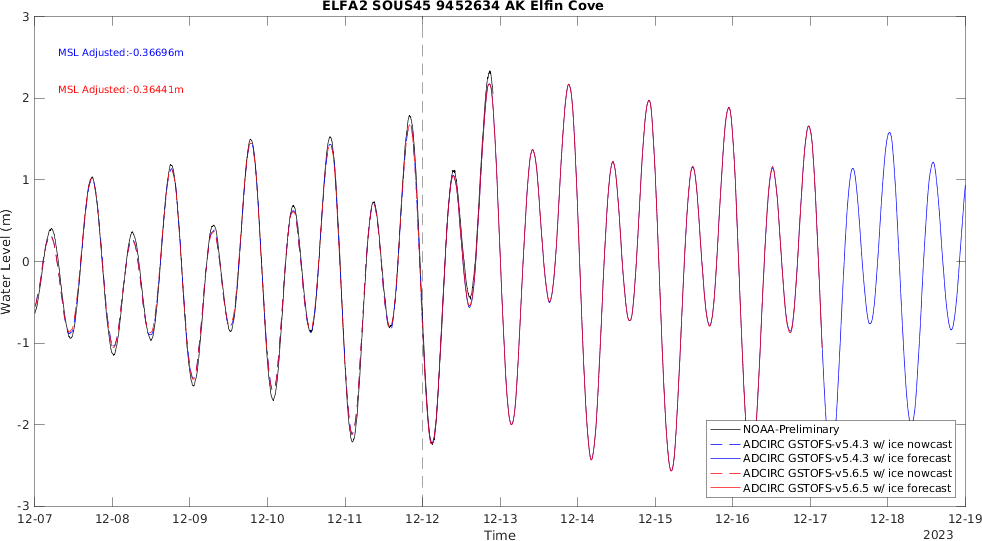 ELFA2 SOUS45 9452634 AK Elfin Cove
MSL Adjusted:-0.36696m
MSL Adjusted:-0.36441m
Water Level (m)
3
2
1
0
-1
-2
-3
NOAA-Preliminary
ADCIRC GSTOFS-v5.4.3 w/ ice nowcast
ADCIRC GSTOFS-v5.4.3 w/ ice forecast
ADCIRC GSTOFS-v5.6.5 w/ ice nowcast
ADCIRC GSTOFS-v5.6.5 w/ ice forecast
12-07 12-08 12-09 12-10 12-11 12-12 12-13 12-14 12-15 12-16 12-17 12-18 12-19
Time
2023